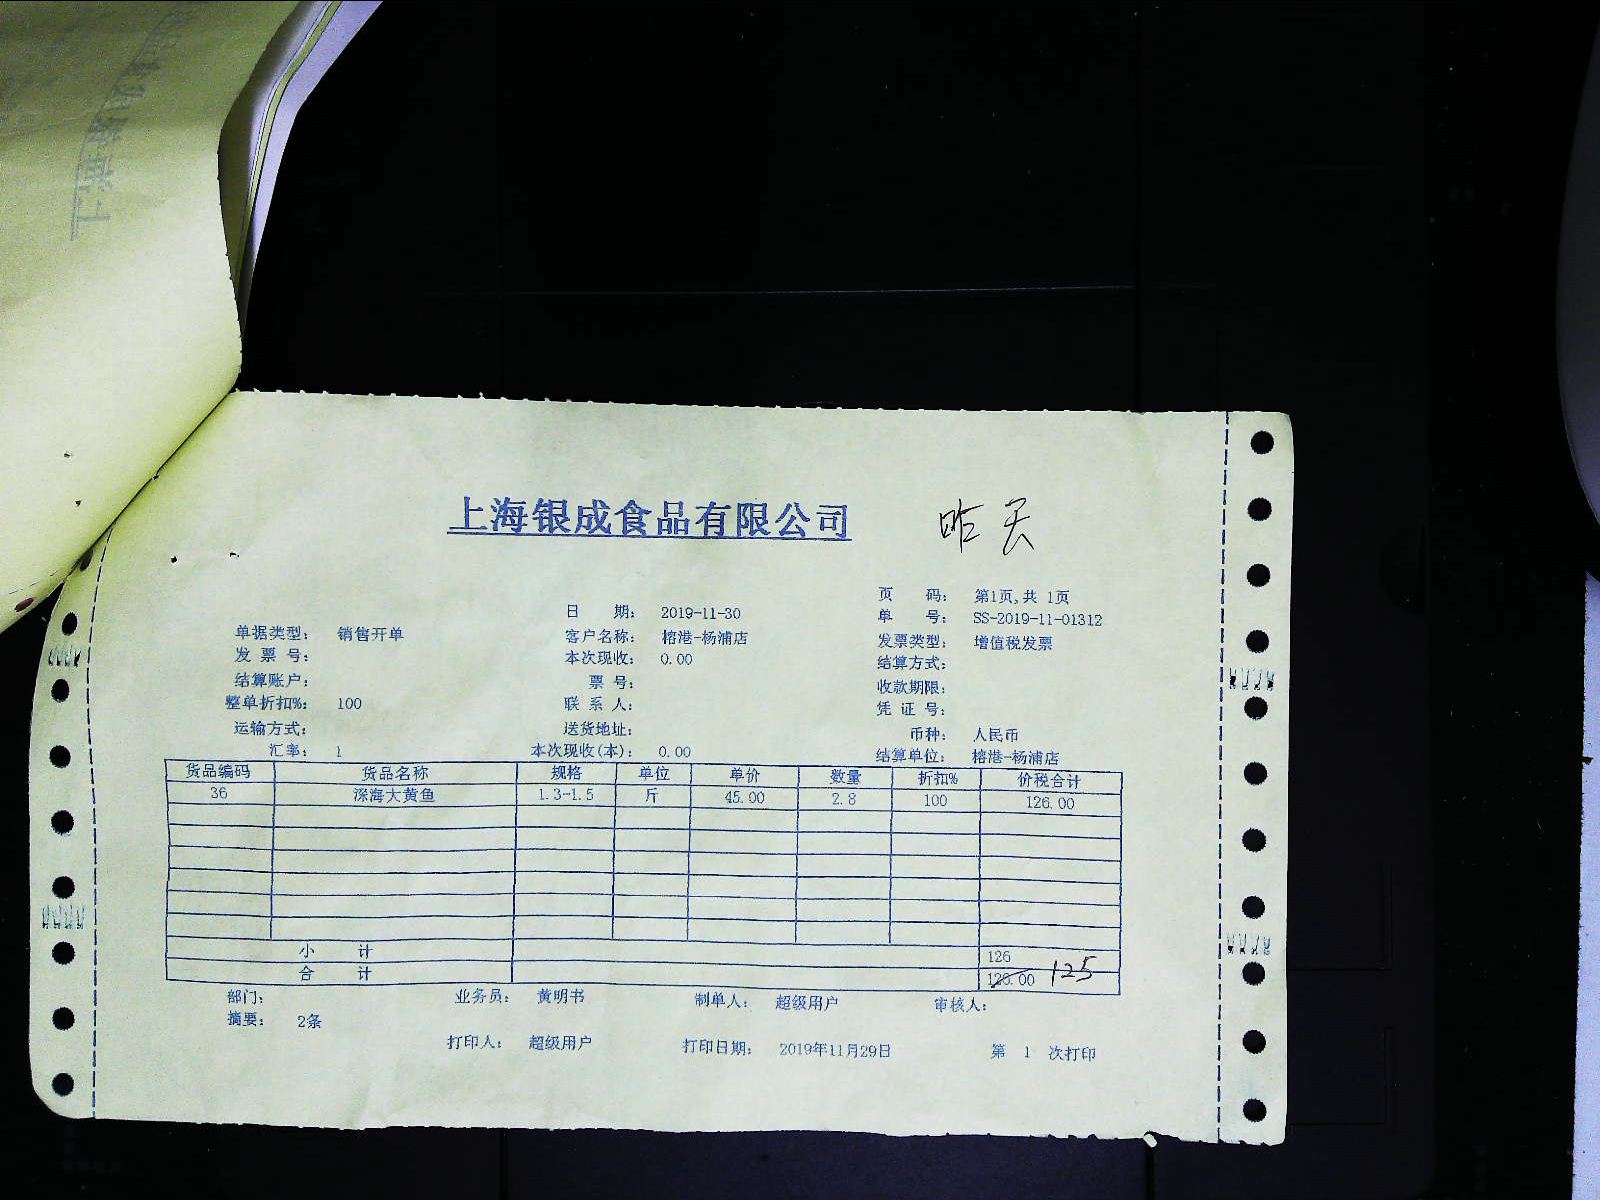 上海银成食品有限公司 昨天
页 码: 第1页,共 1页
日 期: 2019-11-30 单 号: SS-2019-11-01312
单据类型: 销售开单 客户名称: 榕港-杨浦店 发票类型: 增值税发票
发 票 号: 本次现收: 0.00 结算方式:
结算账户: 票 号: 收款期限:
整单折扣%: 100 联 系 人: 凭 证 号:
运输方式: 送货地址: 币种: 人民币
汇率: 1 本次现收(本): 0.00 结算单位: 榕港-杨浦店
货品编码 货品名称 规格 单位 单价 数量 折扣% 价税合计
36 深海大黄鱼 1.3-1.5 斤 45.00 2.8 100 126.00
小 计 126
合 计 126.00 125
部门: 业务员: 黄明书 制单人: 超级用户 审核人:
摘要: 2条
打印人: 超级用户 打印日期: 2019年11月29日 第 1 次打印